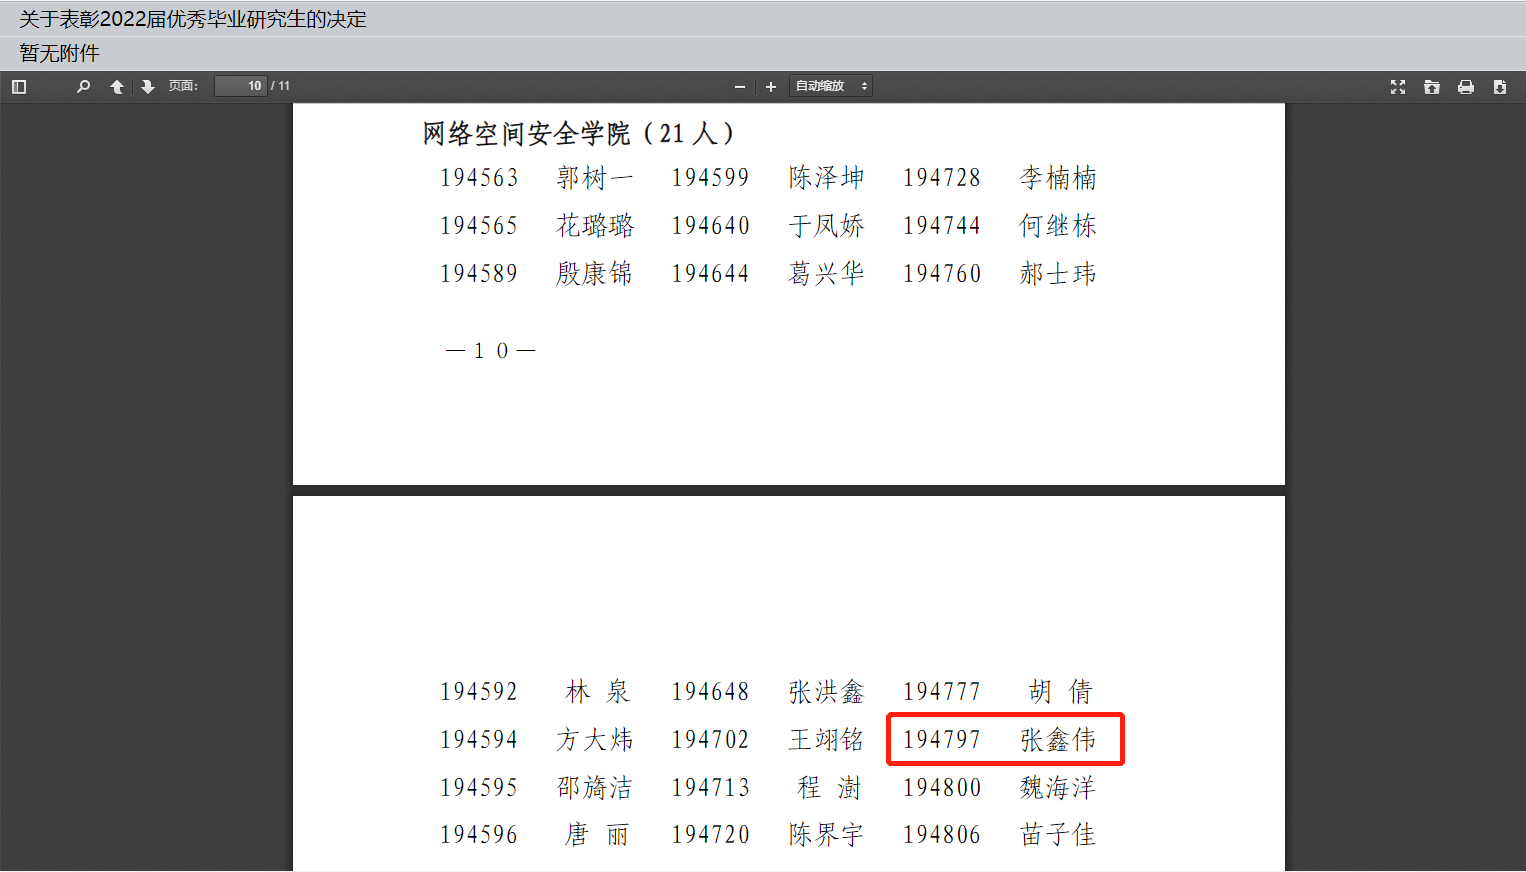 关于表彰2022届优秀毕业研究生的决定
暂无附件
页面： 10 / 11 自动缩放
网络空间安全学院（21人）
194563 郭树一 194599 陈泽坤 194728 李楠楠
194565 花璐璐 194640 于凤娇 194744 何继栋
194589 殷康锦 194644 葛兴华 194760 郝士玮
—10—
194592 林 泉 194648 张洪鑫 194777 胡 倩
194594 方大炜 194702 王翊铭 194797 张鑫伟
194595 邵旖洁 194713 程 澍 194800 魏海洋
194596 唐 丽 194720 陈界宇 194806 苗子佳